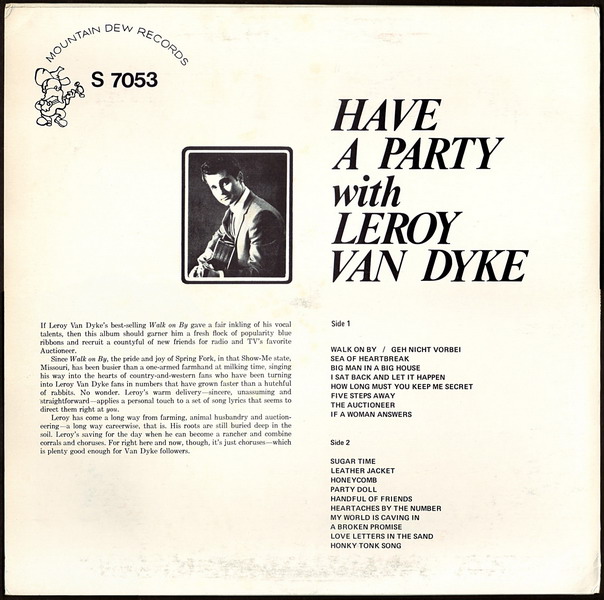 MOUNTAIN DEW RECORDS
S 7053
HAVE
A PARTY
with
LEROY
VAN DYKE
If Leroy Van Dyke's best-selling Walk on By gave a fair inkling of his vocal
talents, then this album should garner him a fresh flock of popularity blue
ribbons and recruit a countyful of new friends for radio and TV's favorite
Auctioneer.
Since Walk on By, the pride and joy of Spring Fork, in that Show-Me state,
Missouri, has been busier than a one-armed farmhand at milking time, singing
his way into the hearts of country-and-western fans who have been turning
into Leroy Van Dyke fans in numbers that have grown faster than a hutchful
of rabbits. No wonder. Leroy's warm delivery—sincere, unassuming and
straightforward—applies a personal touch to a set of song lyrics that seems to
direct them right at you.
Leroy has come a long way from farming, animal husbandry and auction-
eering—a long way careerwise, that is. His roots are still buried deep in the
soil. Leroy's saving for the day when he can become a rancher and combine
corrals and choruses. For right here and now, though, it's just choruses—which
is plenty good enough for Van Dyke followers.
Side 1
WALK ON BY / GEH NICHT VORBEI
SEA OF HEARTBREAK
BIG MAN IN A BIG HOUSE
I SAT BACK AND LET IT HAPPEN
HOW LONG MUST YOU KEEP ME SECRET
FIVE STEPS AWAY
THE AUCTIONEER
IF A WOMAN ANSWERS
Side 2
SUGAR TIME
LEATHER JACKET
HONEYCOMB
PARTY DOLL
HANDFUL OF FRIENDS
HEARTACHES BY THE NUMBER
MY WORLD IS CAVING IN
A BROKEN PROMISE
LOVE LETTERS IN THE SAND
HONKY TONK SONG